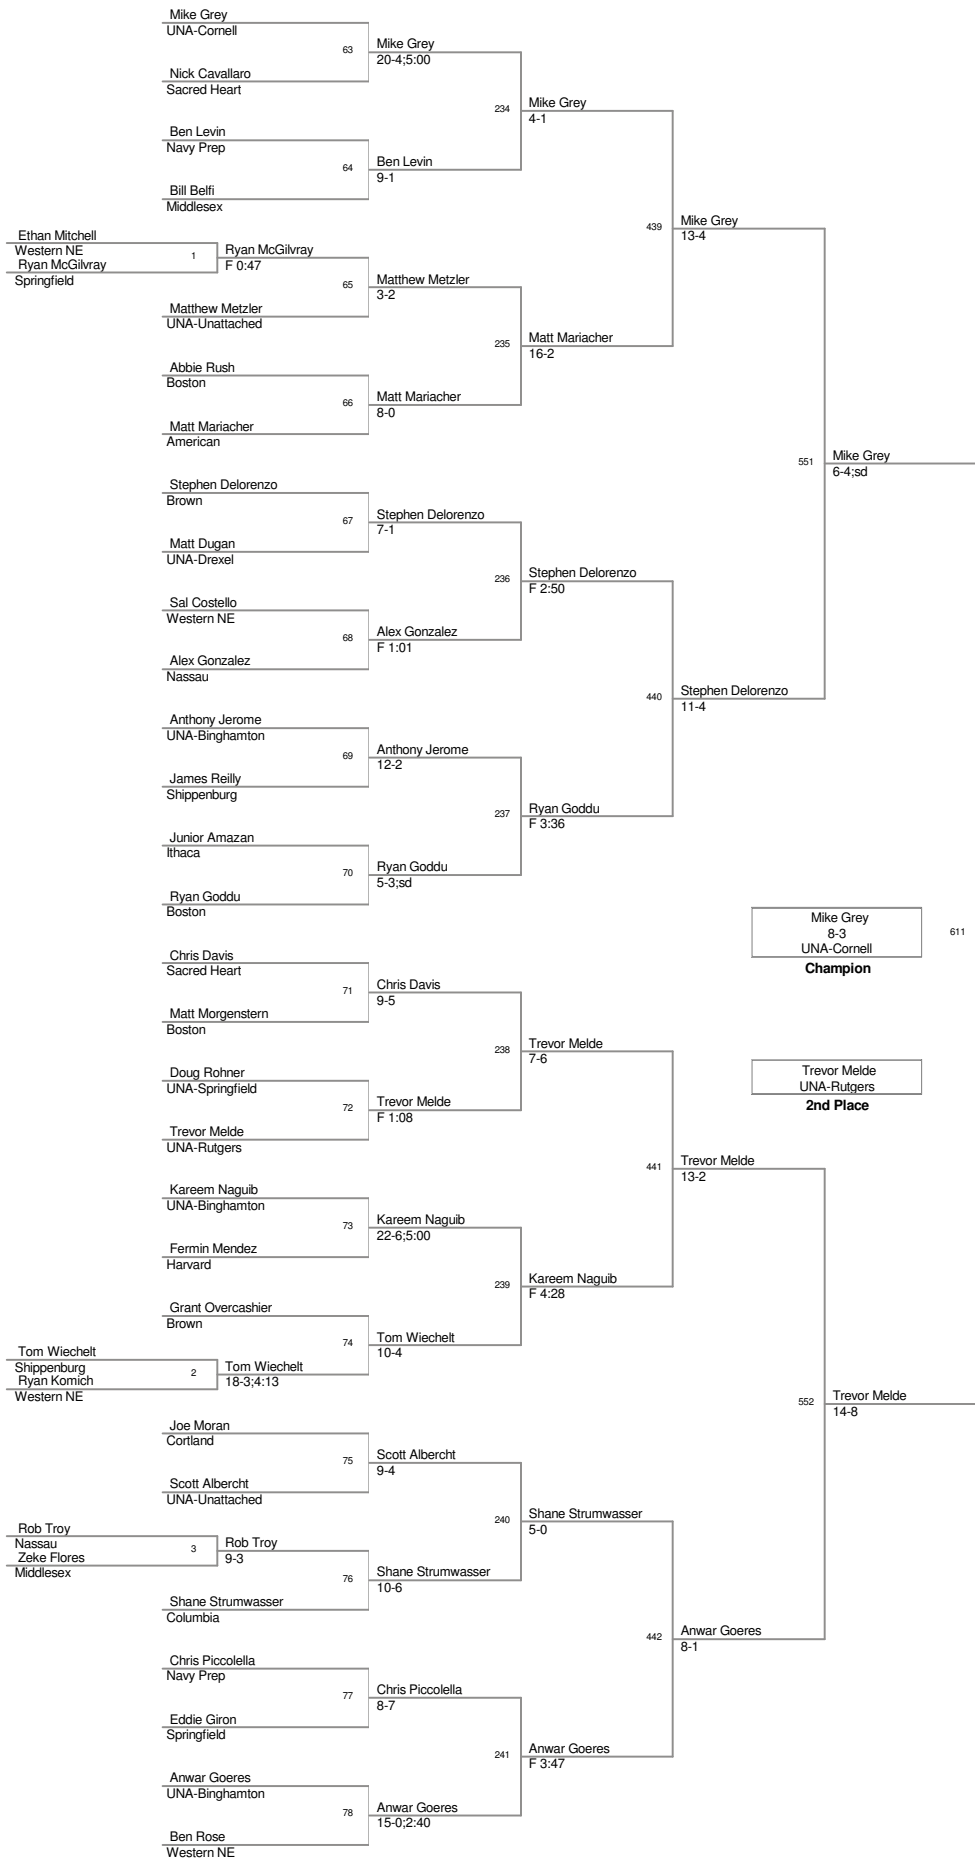 Mike Grey
UNA-Cornell
63
Mike Grey
20-4;5:00
Nick Cavallaro
Sacred Heart
234
Mike Grey
4-1
Ben Levin
Navy Prep
64
Ben Levin
9-1
Bill Belfi
Middlesex
439
Mike Grey
13-4
Ethan Mitchell
Western NE
1
Ryan McGilvray
F 0:47
Ryan McGilvray
Springfield
65
Matthew Metzler
3-2
Matthew Metzler
UNA-Unattached
235
Matt Mariacher
16-2
Abbie Rush
Boston
66
Matt Mariacher
8-0
Matt Mariacher
American
551
Mike Grey
6-4;sd
Stephen Delorenzo
Brown
67
Stephen Delorenzo
7-1
Matt Dugan
UNA-Drexel
236
Stephen Delorenzo
F 2:50
Sal Costello
Western NE
68
Alex Gonzalez
F 1:01
Alex Gonzalez
Nassau
440
Stephen Delorenzo
11-4
Anthony Jerome
UNA-Binghamton
69
Anthony Jerome
12-2
James Reilly
Shippenburg
237
Ryan Goddu
F 3:36
Junior Amazan
Ithaca
70
Ryan Goddu
5-3;sd
Ryan Goddu
Boston
Mike Grey
8-3
UNA-Cornell
611
Champion
Chris Davis
Sacred Heart
71
Chris Davis
9-5
Matt Morgenstern
Boston
238
Trevor Melde
7-6
Trevor Melde
UNA-Rutgers
2nd Place
Doug Rohner
UNA-Springfield
72
Trevor Melde
F 1:08
Trevor Melde
UNA-Rutgers
441
Trevor Melde
13-2
Kareem Naguib
UNA-Binghamton
73
Kareem Naguib
22-6;5:00
Fermin Mendez
Harvard
239
Kareem Naguib
F 4:28
Grant Overcashier
Brown
74
Tom Wiechelt
10-4
Tom Wiechelt
Shippenburg
2
Tom Wiechelt
18-3;4:13
Ryan Komich
Western NE
552
Trevor Melde
14-8
Joe Moran
Cortland
75
Scott Albercht
9-4
Scott Albercht
UNA-Unattached
240
Shane Strumwasser
5-0
Rob Troy
Nassau
3
Rob Troy
9-3
Zeke Flores
Middlesex
76
Shane Strumwasser
10-6
Shane Strumwasser
Columbia
442
Anwar Goeres
8-1
Chris Piccolella
Navy Prep
77
Chris Piccolella
8-7
Eddie Giron
Springfield
241
Anwar Goeres
F 3:47
Anwar Goeres
UNA-Binghamton
78
Anwar Goeres
15-0;2:40
Ben Rose
Western NE